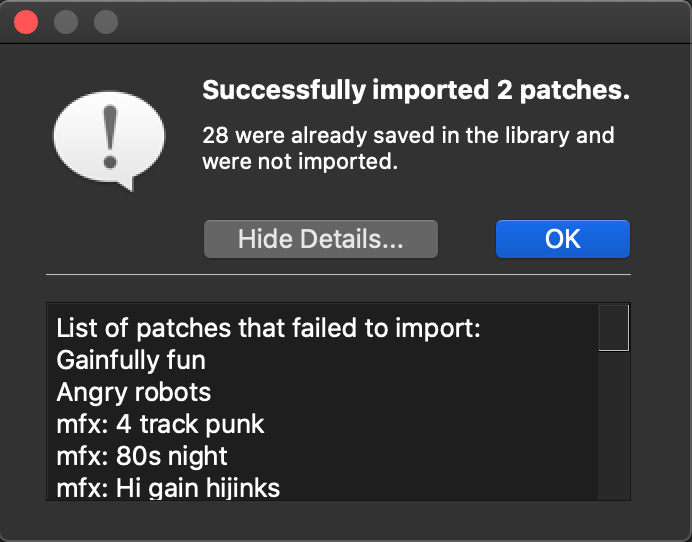 Successfully imported 2 patches.
28 were already saved in the library and
were not imported.
Hide Details...
OK
List of patches that failed to import:
Gainfully fun
Angry robots
mfx: 4 track punk
mfx: 80s night
mfx: Hi gain hijinks